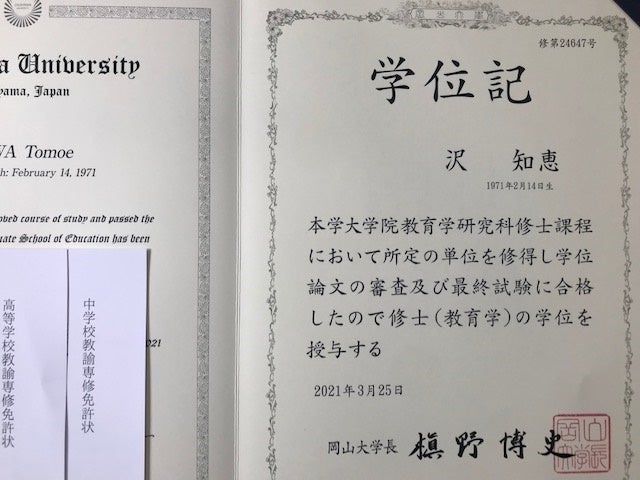 a University
yama, Japan
WA Tomoe
th: February 14, 1971
oved course of study and passed the
uate School of Education has been
2021
高等学校教諭専修免許状
中学校教諭専修免許状
修第24647号
学位記
沢 知恵
1971年2月14日生
本学大学院教育学研究科修士課程
において所定の単位を修得し学位
論文の審査及び最終試験に合格
したので修士(教育学)の学位を
授与する
2021年3月25日
岡山大学長 槇野博史